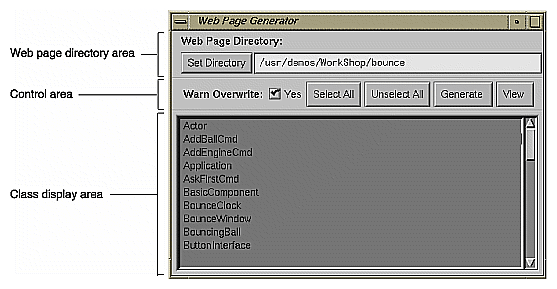 Web Page Generator
Web page directory area
Web Page Directory:
Set Directory /usr/demos/WorkShop/bounce
Control area
Warn Overwrite: Yes Select All Unselect All Generate View
Class display area
Actor
AddBallCmd
AddEngineCmd
Application
AskFirstCmd
BasicComponent
BounceClock
BounceWindow
BouncingBall
ButtonInterface